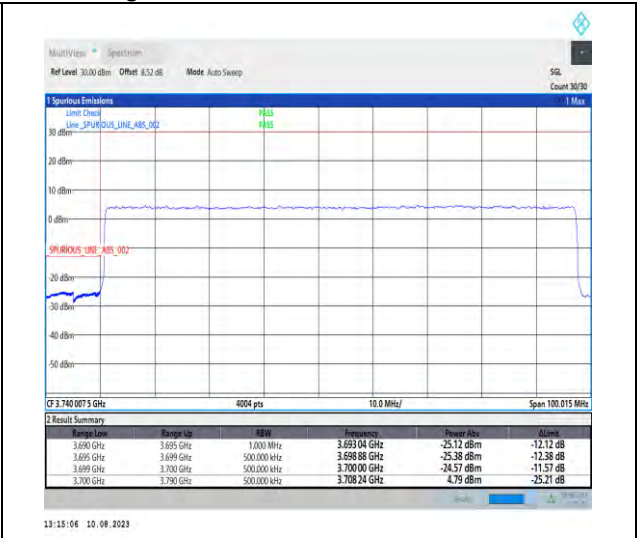 MultiView Spectrum
Ref Level 30.00 dBm Offset 8.52 dB Mode Auto Sweep SGL
Count 30/30
1 Spurious Emissions 1 Max
Limit Check PASS
Line _SPURIOUS_LINE_ABS_002 PASS
30 dBm
20 dBm
10 dBm
0 dBm
_SPURIOUS_LINE_ABS_002
-20 dBm
-30 dBm
-40 dBm
-50 dBm
CF 3.740 007 5 GHz 4004 pts 10.0 MHz/ Span 100.015 MHz
2 Result Summary
Range Low Range Up RBW Frequency Power Abs ΔLimit
3.690 GHz 3.695 GHz 1.000 MHz 3.693 04 GHz -25.12 dBm -12.12 dB
3.695 GHz 3.699 GHz 500.000 kHz 3.698 88 GHz -25.38 dBm -12.38 dB
3.699 GHz 3.700 GHz 500.000 kHz 3.700 00 GHz -24.57 dBm -11.57 dB
3.700 GHz 3.790 GHz 500.000 kHz 3.708 24 GHz 4.79 dBm -25.21 dB
13:15:06 10.08.2023